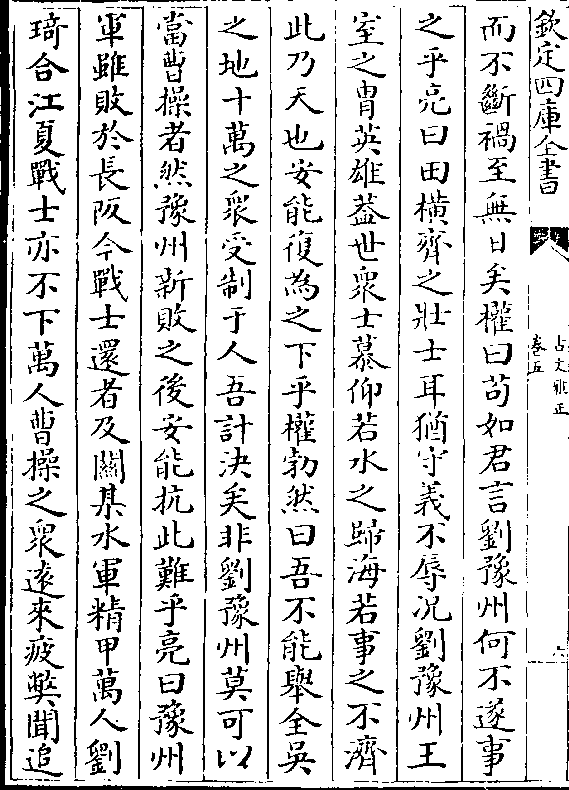 欽定四庫全書
古文雅正
卷五
而不斷禍至無日矣權曰苟如君言劉豫州何不遂事
之乎亮曰田橫齊之壯士耳猶守義不辱况劉豫州王
室之胄英雄葢世衆士慕仰若水之歸海若事之不濟
此乃天也安能復為之下乎權勃然曰吾不能舉全吳
之地十萬之衆受制于人吾計決矣非劉豫州莫可以
當曹操者然豫州新敗之後安能抗此難乎亮曰豫州
軍雖敗於長阪今戰士還者及關某水軍精甲萬人劉
琦合江夏戰士亦不下萬人曹操之衆逺來疲弊聞追